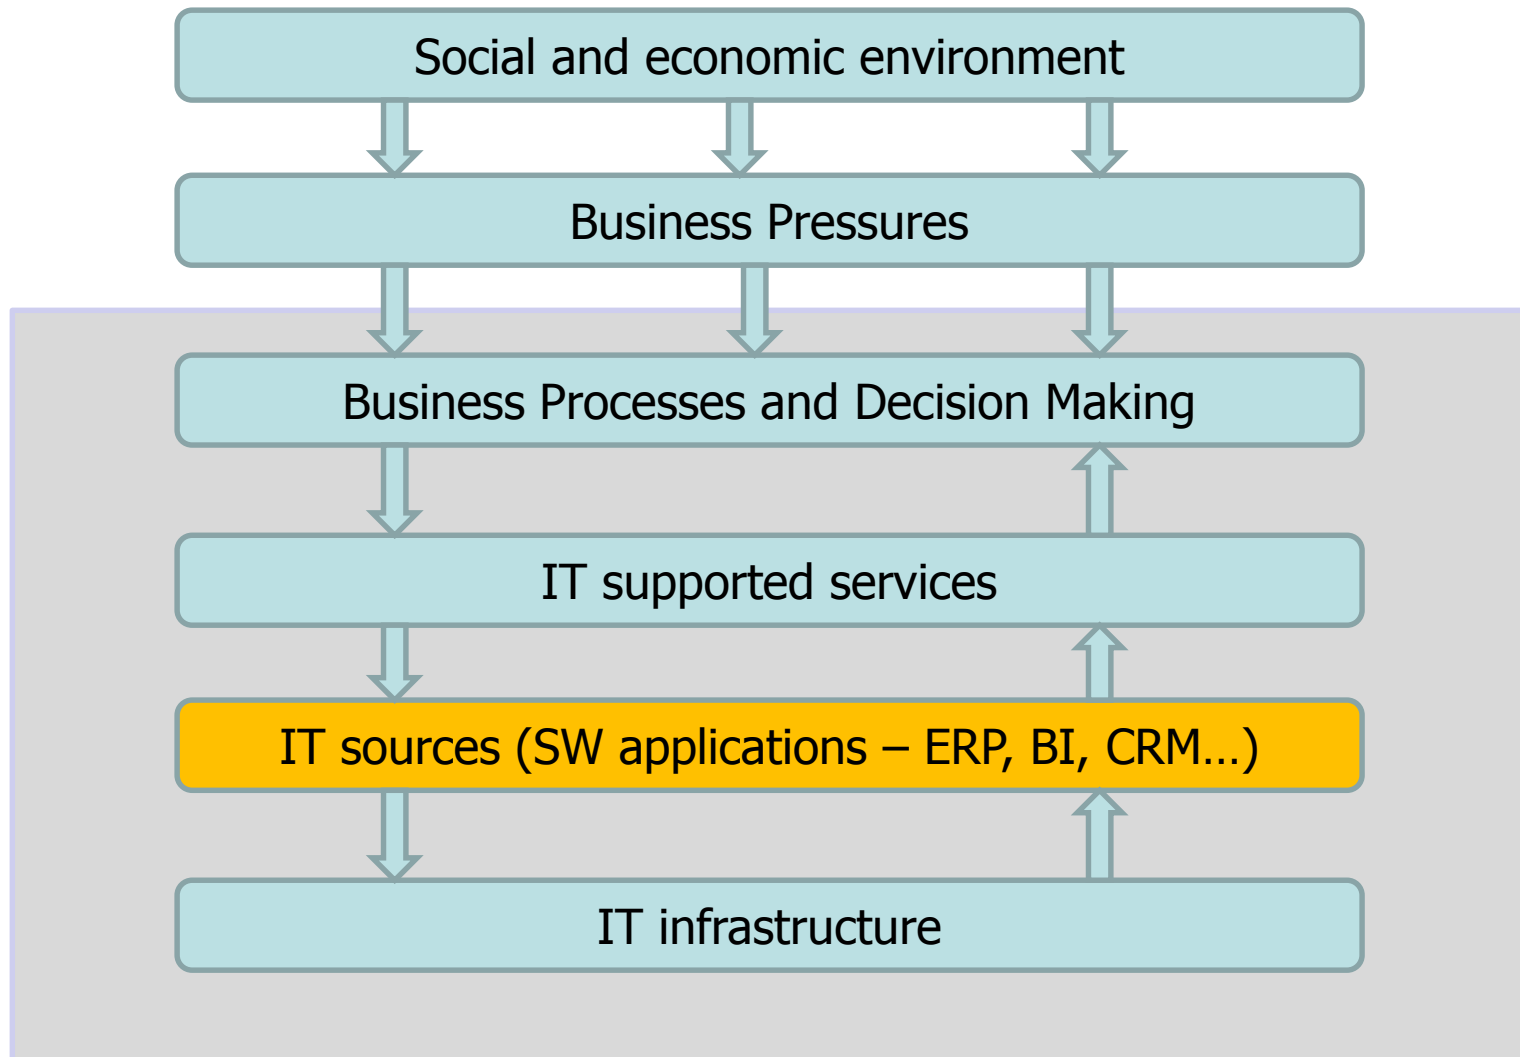 Social and economic environment
Business Pressures
Business Processes and Decision Making
IT supported services
IT sources (SW applications – ERP, BI, CRM…)
IT infrastructure